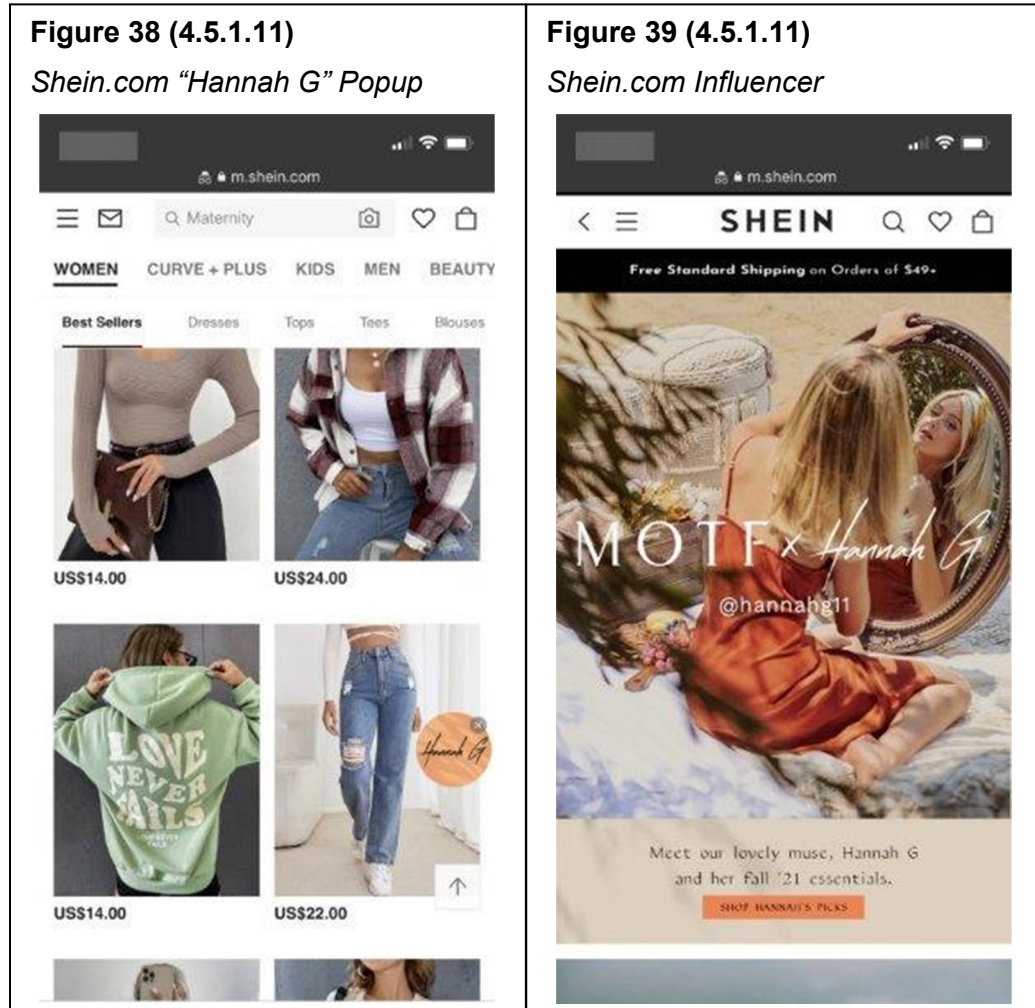 Figure 38 (4.5.1.11)
Shein.com “Hannah G” Popup
m.shein.com
Maternity
WOMEN CURVE + PLUS KIDS MEN BEAUTY
Best Sellers Dresses Tops Tees Blouses
US$14.00 US$24.00
LOVE
NEVER
FAILS
LOVE NEVER
FAILS
Hannah G
US$14.00 US$22.00
Figure 39 (4.5.1.11)
Shein.com Influencer
m.shein.com
SHEIN
Free Standard Shipping on Orders of $49+
MOTF × Hannah G
@hannahg11
Meet our lovely muse, Hannah G
and her fall '21 essentials.
SHOP HANNAH'S PICKS